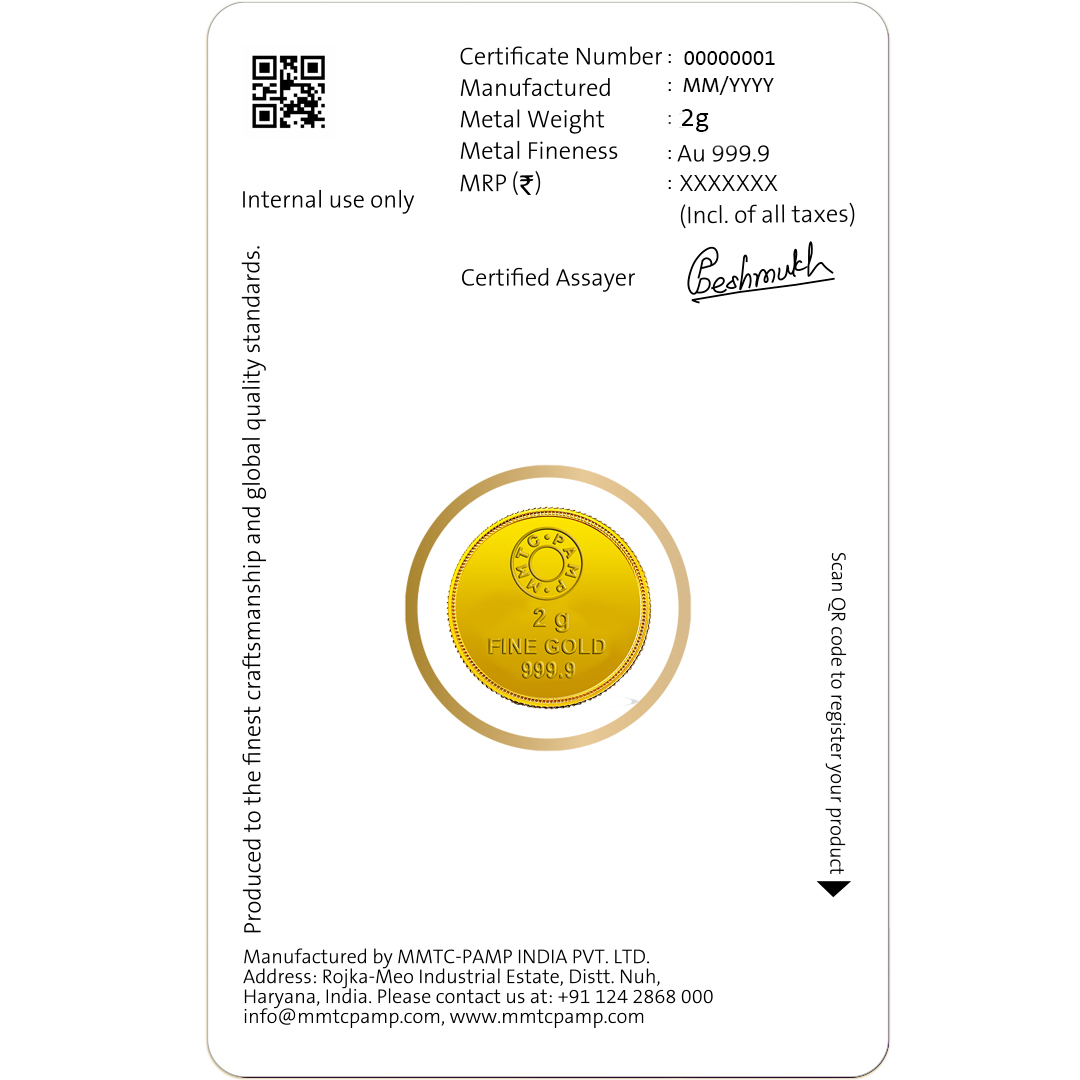 Certificate Number : 00000001
Manufactured : MM/YYYY
Metal Weight : 2g
Metal Fineness : Au 999.9
MRP (₹) : XXXXXXX
(Incl. of all taxes)
Internal use only
Certified Assayer
Deshmukh
Produced to the finest craftsmanship and global quality standards.
MMTC·PAMP·
2 g
FINE GOLD
999.9
Scan QR code to register your product
Manufactured by MMTC-PAMP INDIA PVT. LTD.
Address: Rojka-Meo Industrial Estate, Distt. Nuh,
Haryana, India. Please contact us at: +91 124 2868 000
info@mmtcpamp.com, www.mmtcpamp.com